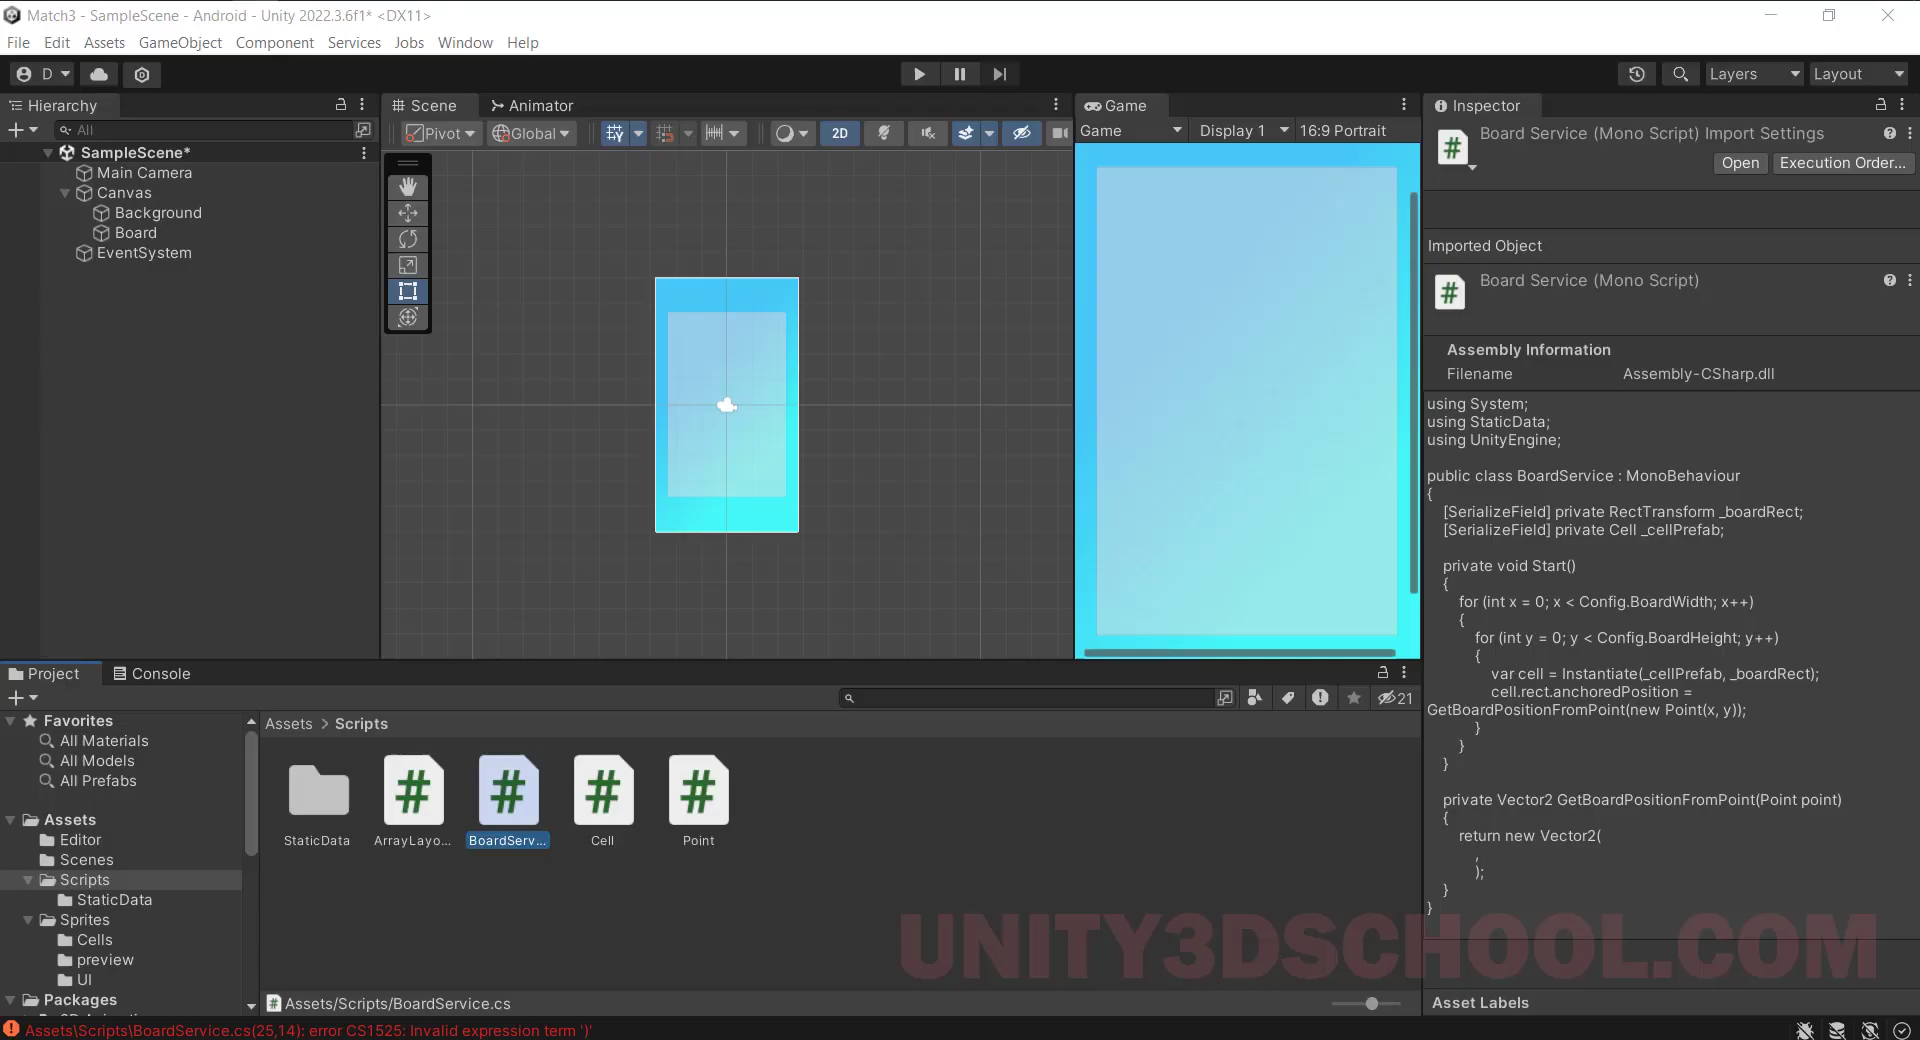 Match3 - SampleScene - Android - Unity 2022.3.6f1* <DX11>
File Edit Assets GameObject Component Services Jobs Window Help
D Layers Layout
Hierarchy
All
SampleScene*
Main Camera
Canvas
Background
Board
EventSystem
Scene Animator
Pivot Global 2D
Game
Game Display 1 16:9 Portrait
Inspector
Board Service (Mono Script) Import Settings
Open Execution Order...
Imported Object
Board Service (Mono Script)
Assembly Information
Filename Assembly-CSharp.dll
using System;
using StaticData;
using UnityEngine;
public class BoardService : MonoBehaviour
{
[SerializeField] private RectTransform _boardRect;
[SerializeField] private Cell _cellPrefab;
private void Start()
{
for (int x = 0; x < Config.BoardWidth; x++)
{
for (int y = 0; y < Config.BoardHeight; y++)
{
var cell = Instantiate(_cellPrefab, _boardRect);
cell.rect.anchoredPosition =
GetBoardPositionFromPoint(new Point(x, y));
}
}
}
private Vector2 GetBoardPositionFromPoint(Point point)
{
return new Vector2(
,
);
}
}
Asset Labels
Project Console
21
Favorites
All Materials
All Models
All Prefabs
Assets
Editor
Scenes
Scripts
StaticData
Sprites
Cells
preview
UI
Packages
Assets > Scripts
StaticData ArrayLayo... BoardServ... Cell Point
Assets/Scripts/BoardService.cs
UNITY3DSCHOOL.COM
Assets\Scripts\BoardService.cs(25,14): error CS1525: Invalid expression term ')'